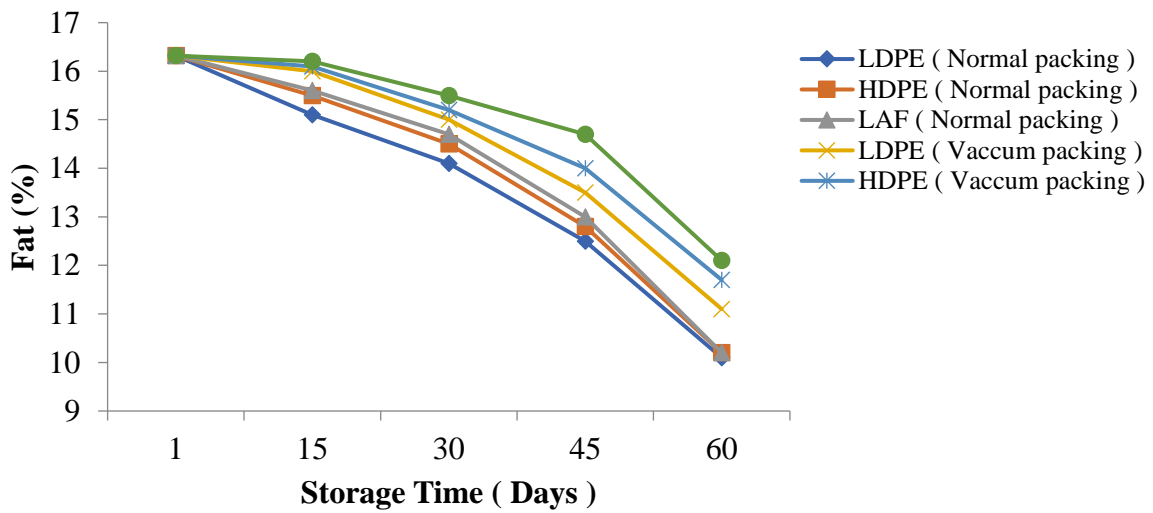 17
16
15
14
13
12
11
10
9
Fat (%)
1 15 30 45 60
Storage Time ( Days )
LDPE ( Normal packing )
HDPE ( Normal packing )
LAF ( Normal packing )
LDPE ( Vaccum packing )
HDPE ( Vaccum packing )